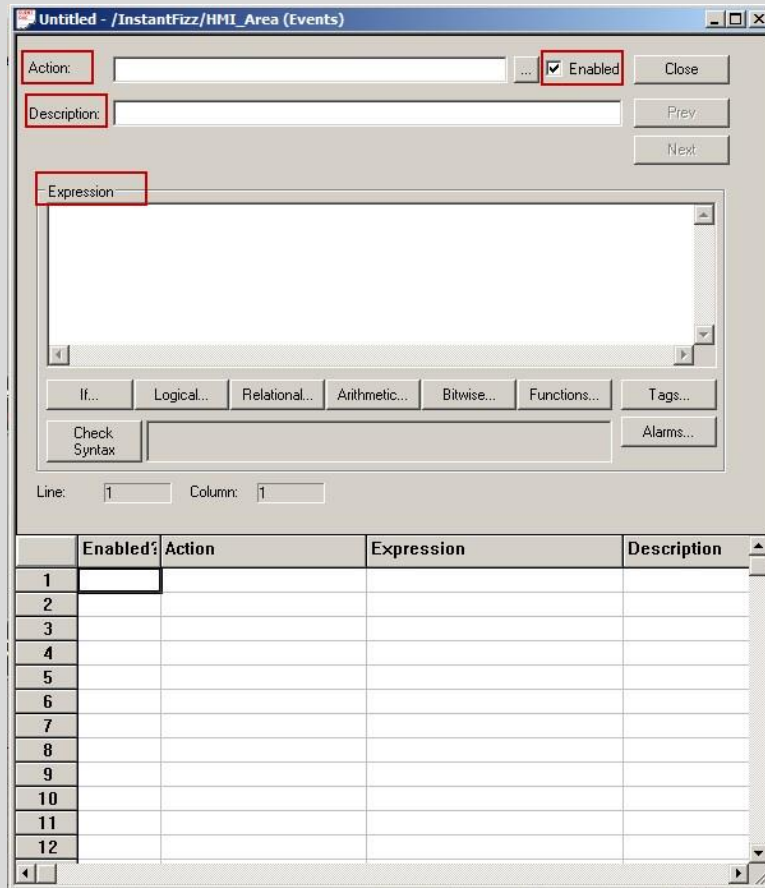 Untitled - /InstantFizz/HMI_Area (Events)
Action: ... Enabled Close
Description: Prev
Next
Expression
If... Logical... Relational... Arithmetic... Bitwise... Functions... Tags...
Check Syntax Alarms...
Line: 1 Column: 1
Enabled? Action Expression Description
1
2
3
4
5
6
7
8
9
10
11
12